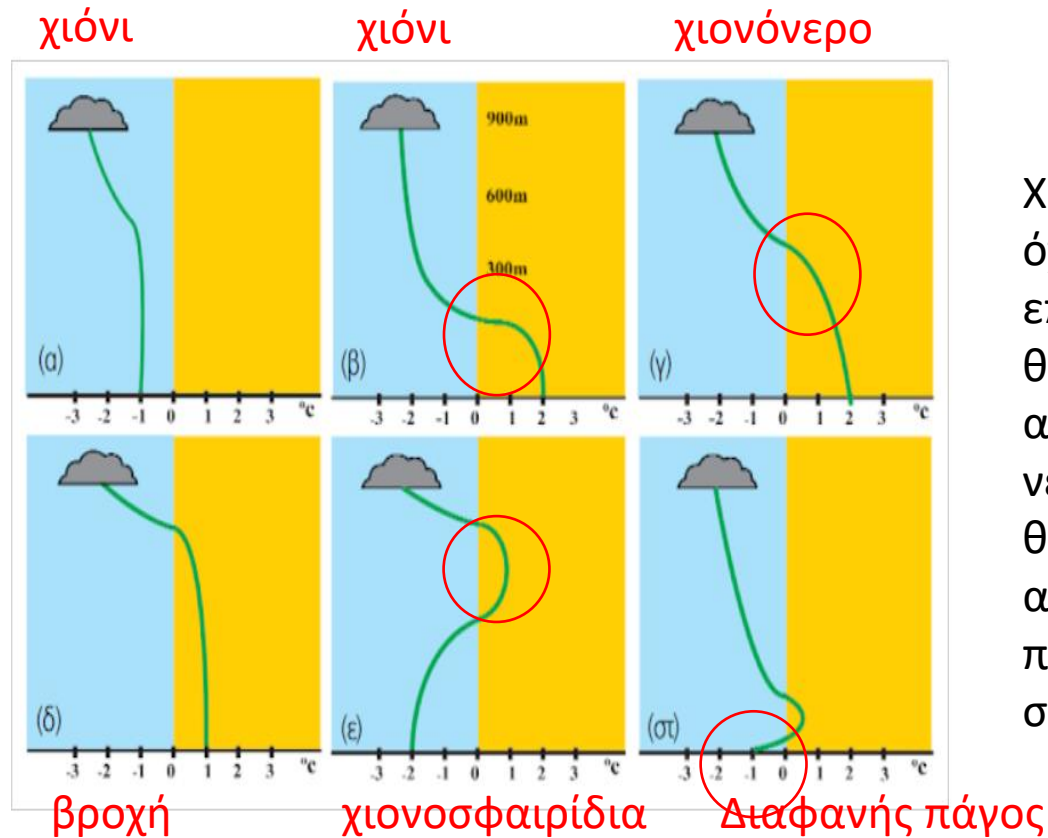 χιόνι χιόνι χιονόνερο
900m
600m
300m
(α) (β) (γ)
-3 -2 -1 0 1 2 3 °c -3 -2 -1 0 1 2 3 °c -3 -2 -1 0 1 2 3 °c
(δ) (ε) (στ)
-3 -2 -1 0 1 2 3 °c -3 -2 -1 0 1 2 3 °c -3 -2 -1 0 1 2 3 °c
βροχή χιονοσφαιρίδια Διαφανής πάγος